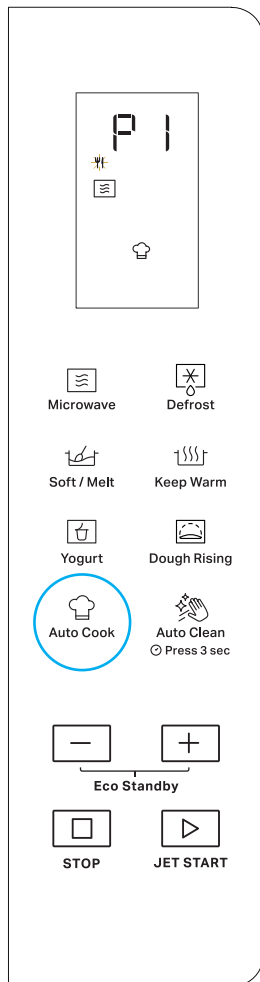 P1
Microwave Defrost
Soft / Melt Keep Warm
Yogurt Dough Rising
Auto Cook Auto Clean
Press 3 sec
Eco Standby
STOP JET START